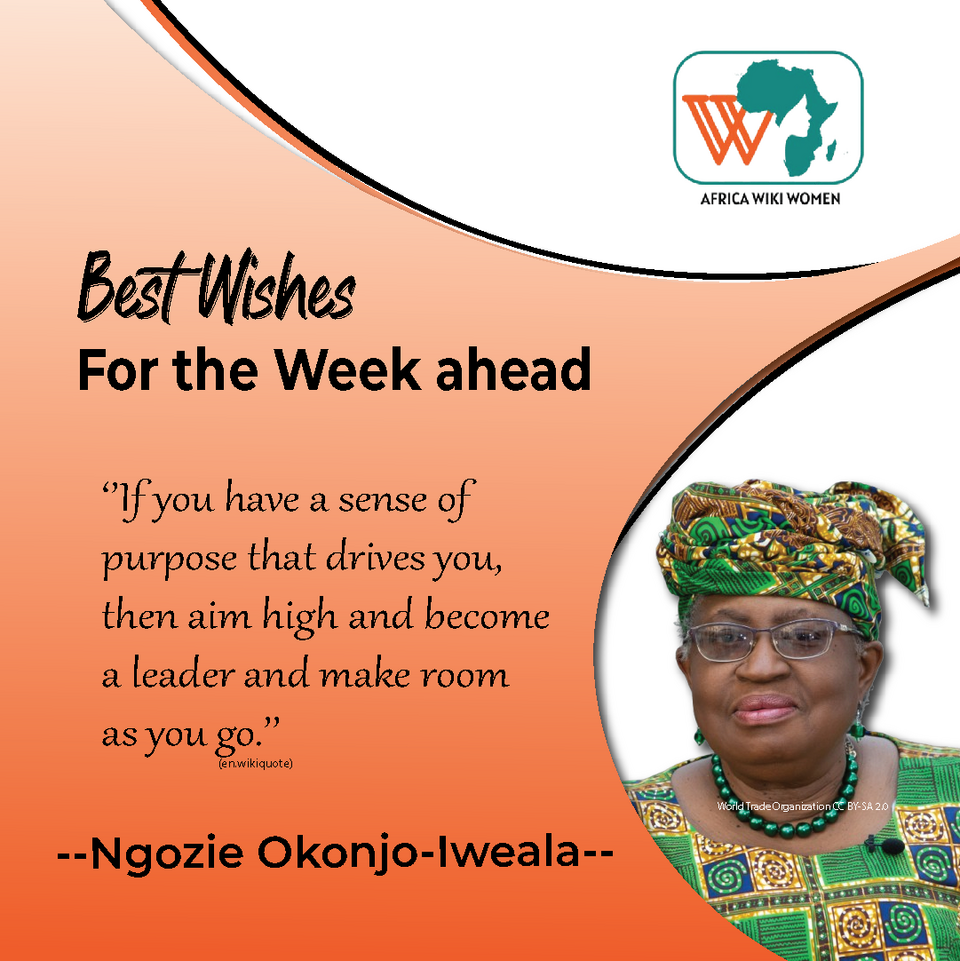 AFRICA WIKI WOMEN
Best Wishes
For the Week ahead
‘’If you have a sense of
purpose that drives you,
then aim high and become
a leader and make room
as you go.’’
(en.wikiquote)
World Trade Organization CC BY-SA 2.0
--Ngozie Okonjo-Iweala--